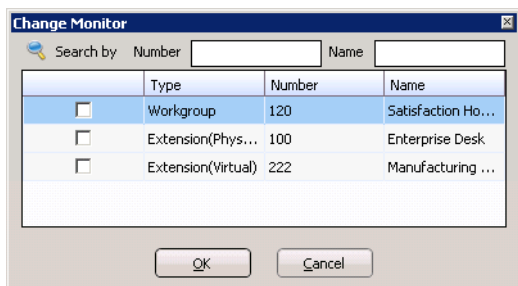 Change Monitor
Search by Number Name
Type Number Name
Workgroup 120 Satisfaction Ho...
Extension(Phys... 100 Enterprise Desk
Extension(Virtual) 222 Manufacturing ...
OK Cancel